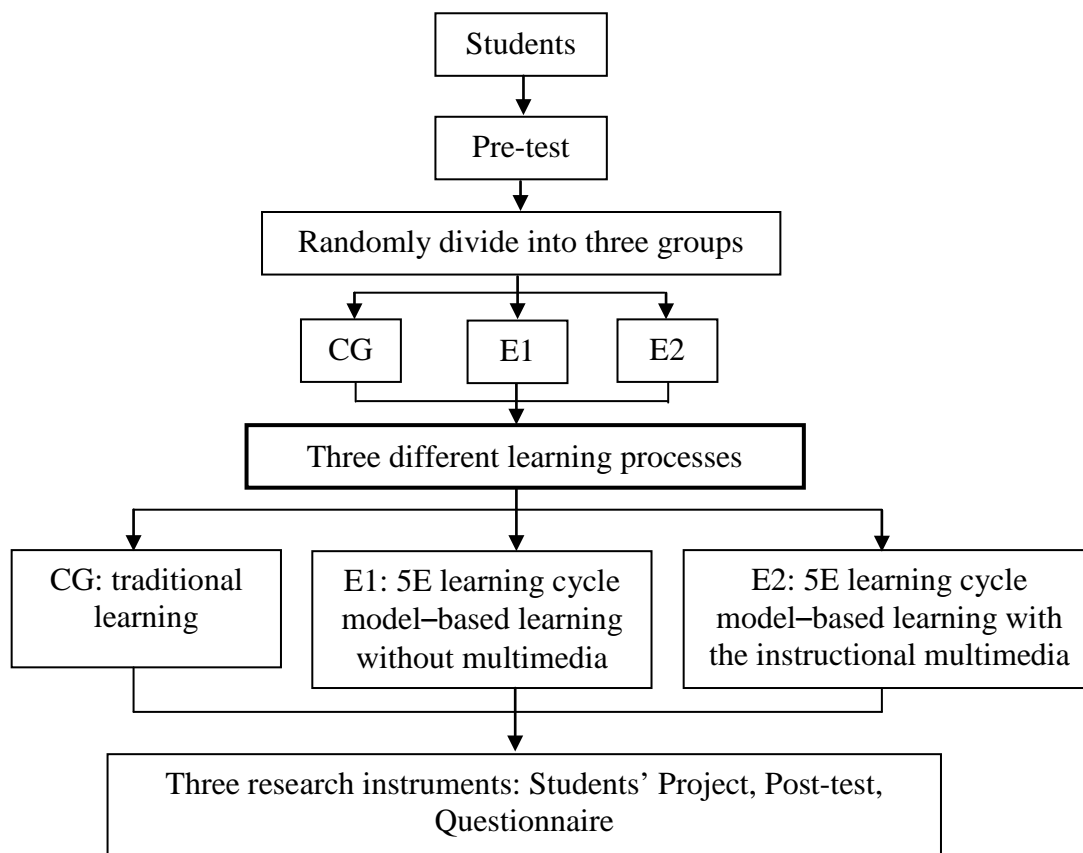 Students
Pre-test
Randomly divide into three groups
CG
E1
E2
Three different learning processes
CG: traditional
learning
E1: 5E learning cycle
model–based learning
without multimedia
E2: 5E learning cycle
model–based learning with
the instructional multimedia
Three research instruments: Students’ Project, Post-test,
Questionnaire